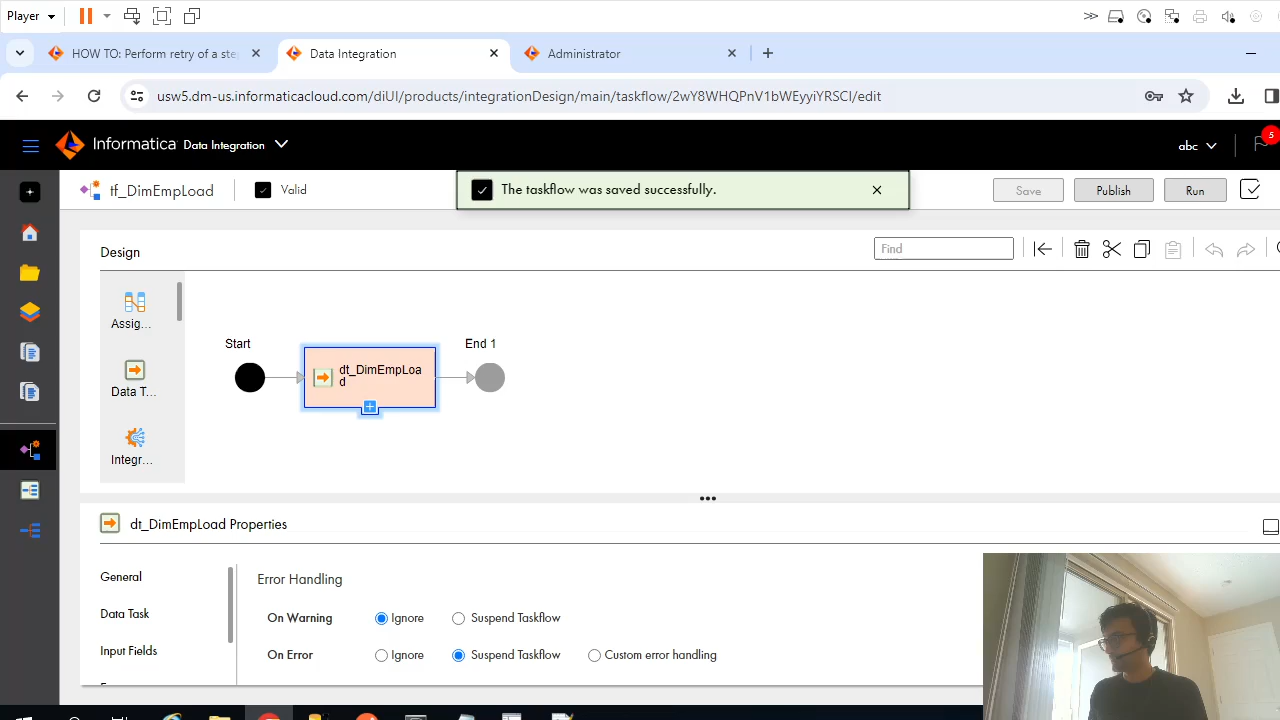 Player
HOW TO: Perform retry of a ste
Data Integration
Administrator
usw5.dm-us.informaticacloud.com/diUI/products/integrationDesign/main/taskflow/2wY8WHQPnV1bWEyyiYRSCI/edit
Informatica Data Integration
abc
5
tf_DimEmpLoad
Valid
The taskflow was saved successfully.
Save
Publish
Run
Design
Find
Assig...
Data T...
Integr...
Start
dt_DimEmpLoa
d
End 1
dt_DimEmpLoad Properties
General
Data Task
Input Fields
Error Handling
On Warning
Ignore
Suspend Taskflow
On Error
Ignore
Suspend Taskflow
Custom error handling